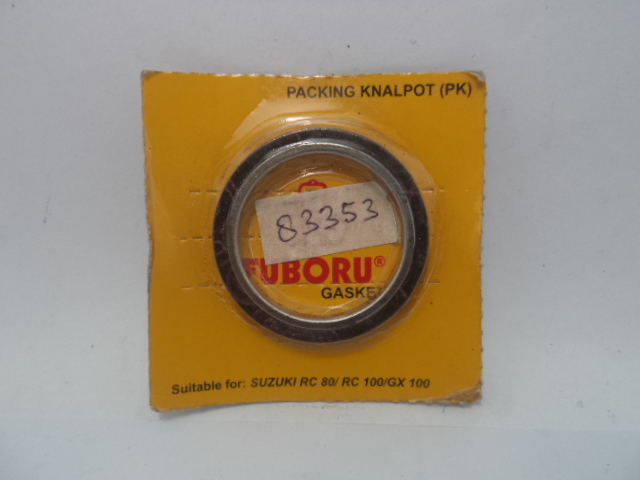 PACKING KNALPOT (PK)
83353
FUBORU®
GASKE
Suitable for: SUZUKI RC 80/ RC 100/GX 100